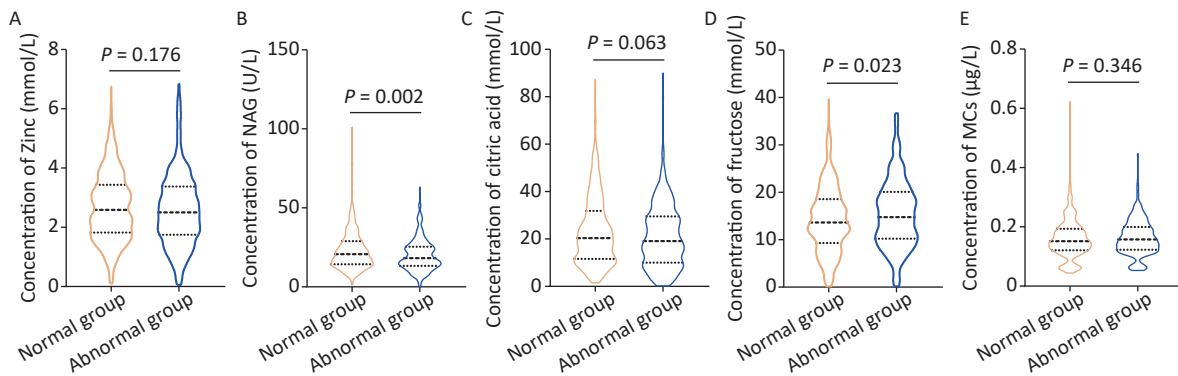 A
Concentration of Zinc (mmol/L)
8
6
4
2
0
P = 0.176
Normal group
Abnormal group
B
Concentration of NAG (U/L)
150
100
50
0
P = 0.002
Normal group
Abnormal group
C
Concentration of citric acid (mmol/L)
100
80
60
40
20
0
P = 0.063
Normal group
Abnormal group
D
Concentration of fructose (mmol/L)
50
40
30
20
10
0
P = 0.023
Normal group
Abnormal group
E
Concentration of MCs (μg/L)
0.8
0.6
0.4
0.2
0
P = 0.346
Normal group
Abnormal group